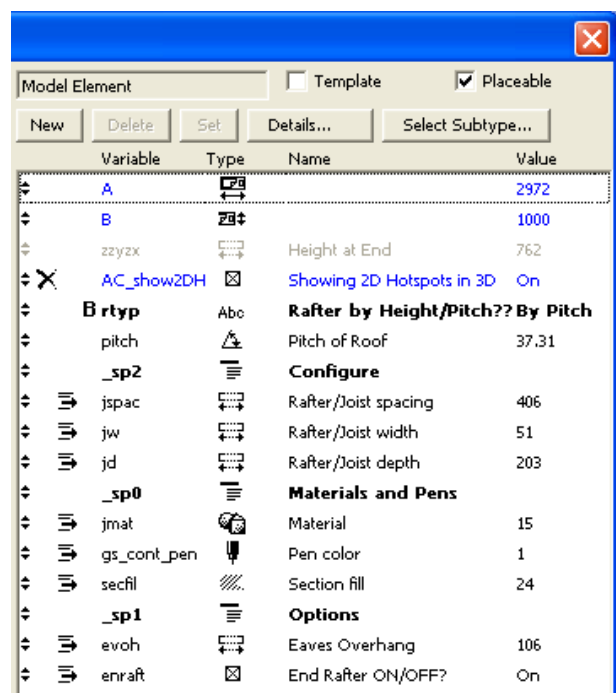 Model Element Template Placeable
New Delete Set Details... Select Subtype...
Variable Type Name Value
A 2972
B 1000
zzyzx Height at End 762
AC_show2DH Showing 2D Hotspots in 3D On
B rtyp Abc Rafter by Height/Pitch?? By Pitch
pitch Pitch of Roof 37.31
_sp2 Configure
jspac Rafter/Joist spacing 406
jw Rafter/Joist width 51
jd Rafter/Joist depth 203
_sp0 Materials and Pens
jmat Material 15
gs_cont_pen Pen color 1
secfil Section fill 24
_sp1 Options
evoh Eaves Overhang 106
enraft End Rafter ON/OFF? On